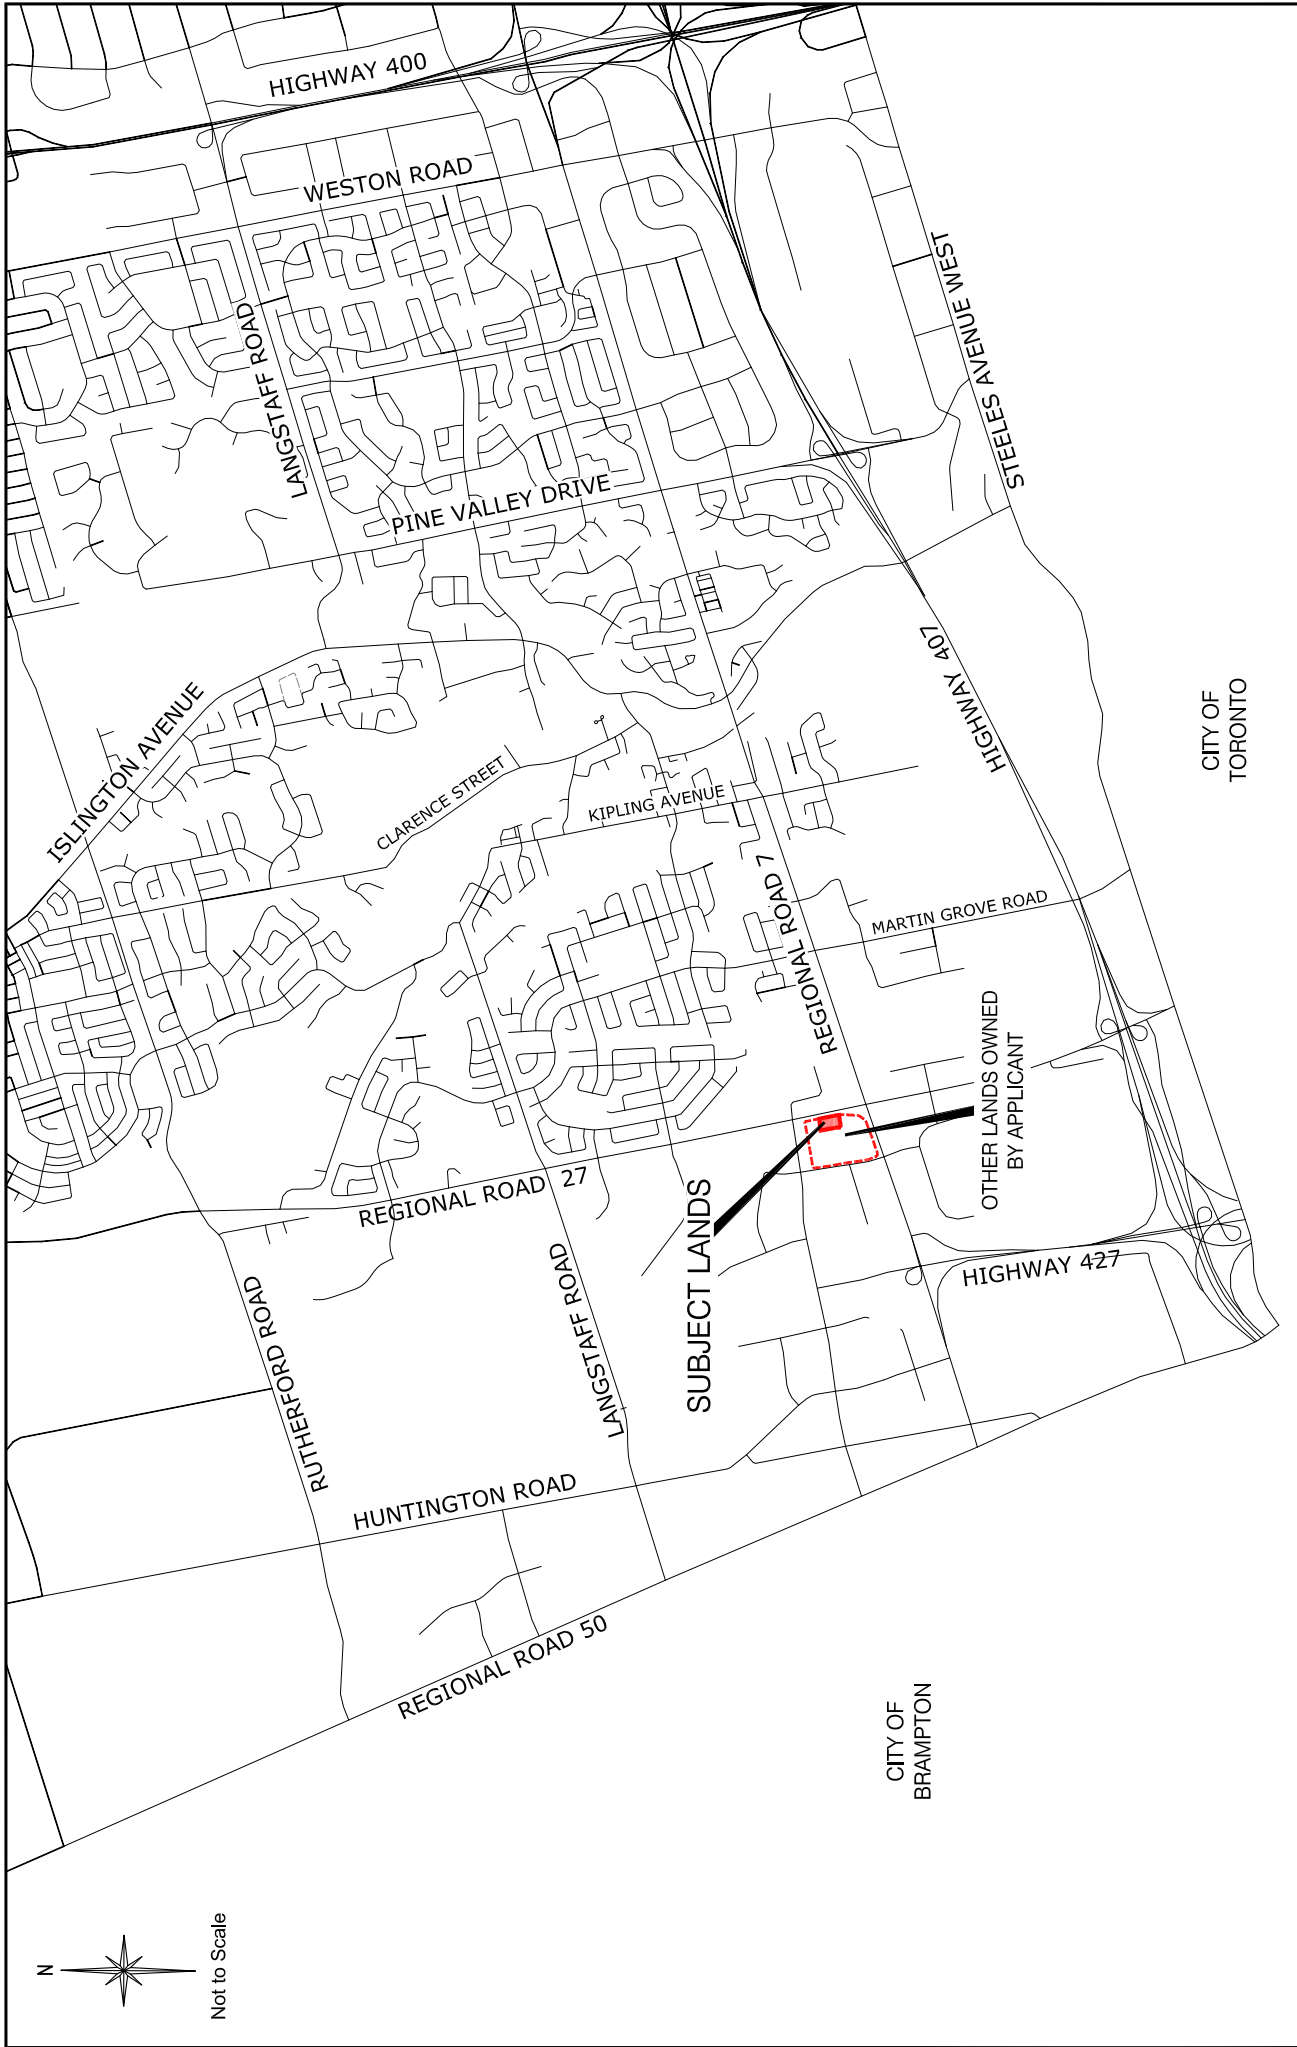 HIGHWAY 400
WESTON ROAD
LANGSTAFF ROAD
STEELES AVENUE WEST
PINE VALLEY DRIVE
ISLINGTON AVENUE
HIGHWAY 407
CITY OF
TORONTO
CLARENCE STREET
KIPLING AVENUE
REGIONAL ROAD 7
MARTIN GROVE ROAD
OTHER LANDS OWNED
BY APPLICANT
REGIONAL ROAD 27
SUBJECT LANDS
HIGHWAY 427
RUTHERFORD ROAD
LANGSTAFF ROAD
HUNTINGTON ROAD
REGIONAL ROAD 50
CITY OF
BRAMPTON
N
Not to Scale